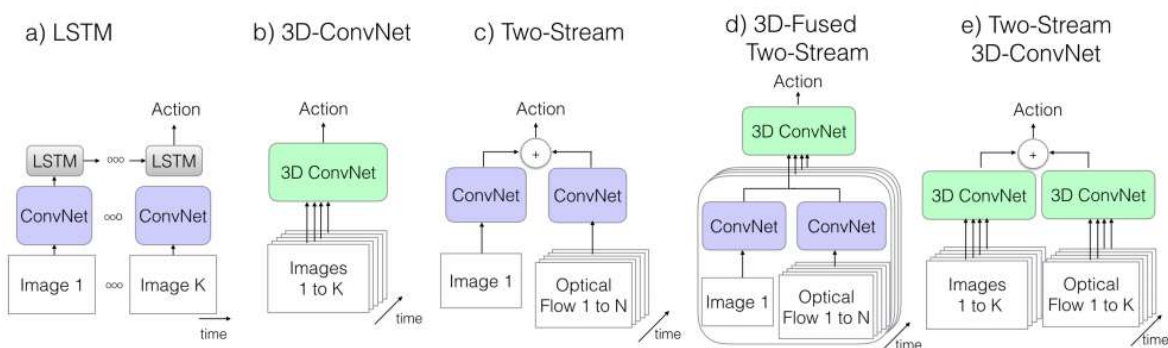 a) LSTM
Action
LSTM
∞∞
LSTM
ConvNet
∞∞
ConvNet
Image 1
∞∞
Image K
time
b) 3D-ConvNet
Action
3D ConvNet
Images
1 to K
time
c) Two-Stream
Action
+
ConvNet
ConvNet
Image 1
Optical
Flow 1 to N
time
d) 3D-Fused
Two-Stream
Action
3D ConvNet
ConvNet
ConvNet
Image 1
Optical
Flow 1 to N
time
e) Two-Stream
3D-ConvNet
Action
+
3D ConvNet
3D ConvNet
Images
1 to K
Optical
Flow 1 to K
time